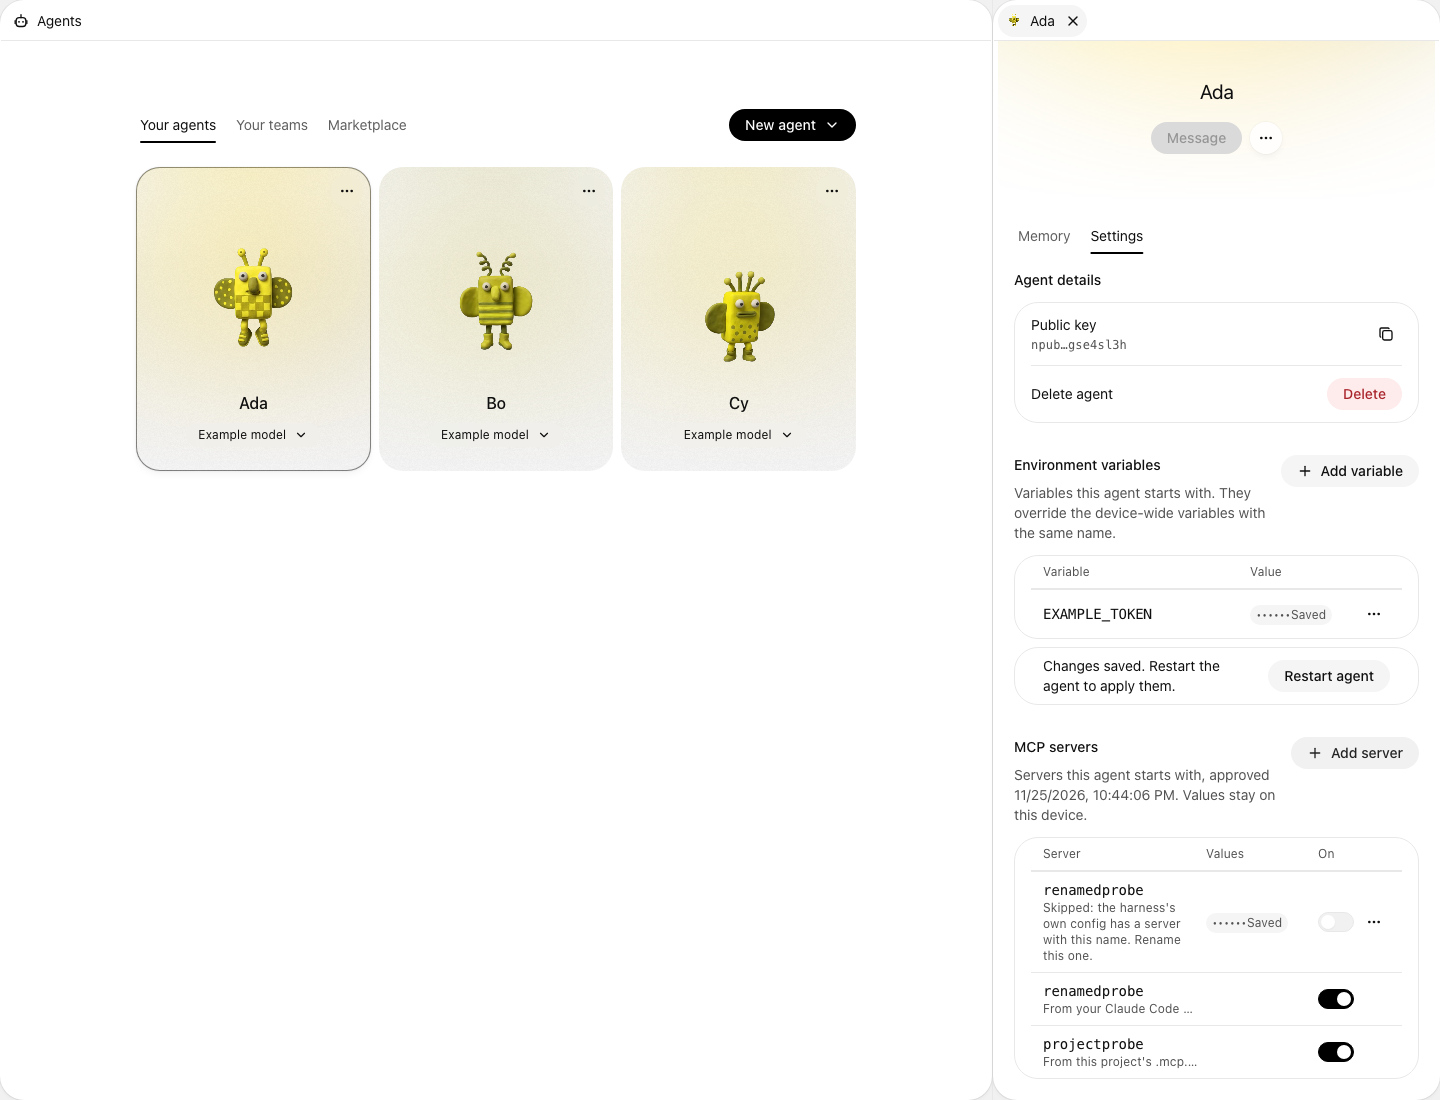 Agents
Ada
Your agents
Your teams
Marketplace
New agent
Ada
Example model
Bo
Example model
Cy
Example model
Ada
Message
Memory
Settings
Agent details
Public key
npub…gse4sl3h
Delete agent
Delete
Environment variables
Add variable
Variables this agent starts with. They
override the device-wide variables with
the same name.
Variable
Value
EXAMPLE_TOKEN
••••••Saved
Changes saved. Restart the
agent to apply them.
Restart agent
MCP servers
Add server
Servers this agent starts with, approved
11/25/2026, 10:44:06 PM. Values stay on
this device.
Server
Values
On
renamedprobe
Skipped: the harness's
own config has a server
with this name. Rename
this one.
••••••Saved
renamedprobe
From your Claude Code ...
projectprobe
From this project's .mcp....